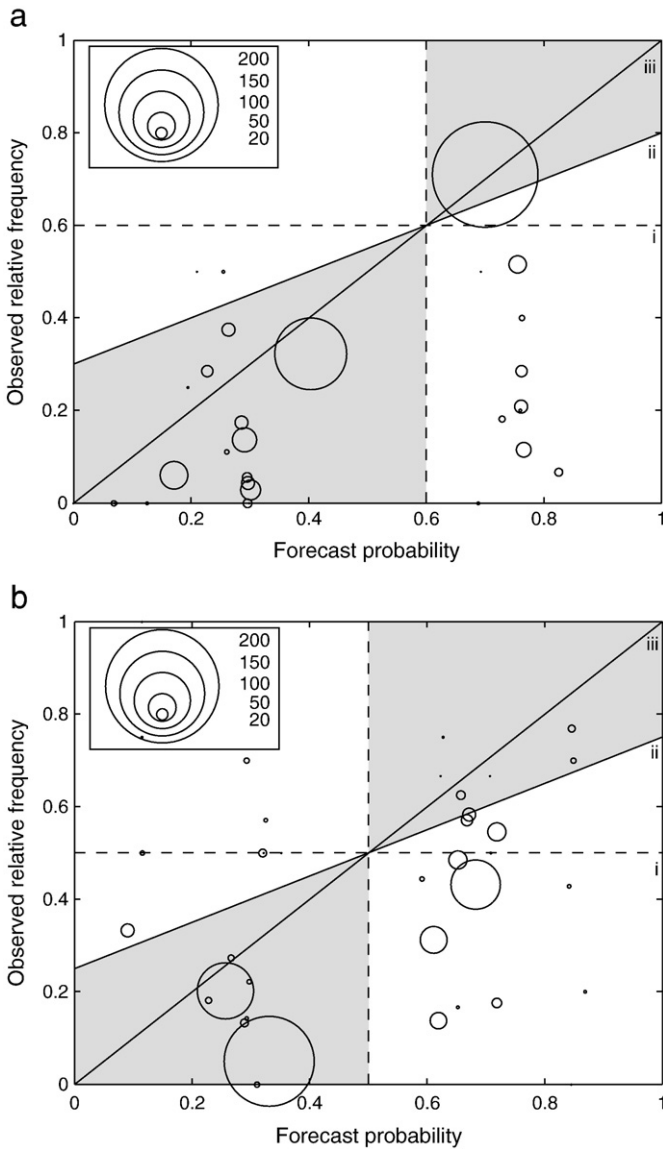 a
1
0.8
0.6
0.4
0.2
0
0 0.2 0.4 0.6 0.8 1
Observed relative frequency
Forecast probability
200
150
100
50
20
iii
ii
i
b
1
0.8
0.6
0.4
0.2
0
0 0.2 0.4 0.6 0.8 1
Observed relative frequency
Forecast probability
200
150
100
50
20
iii
ii
i